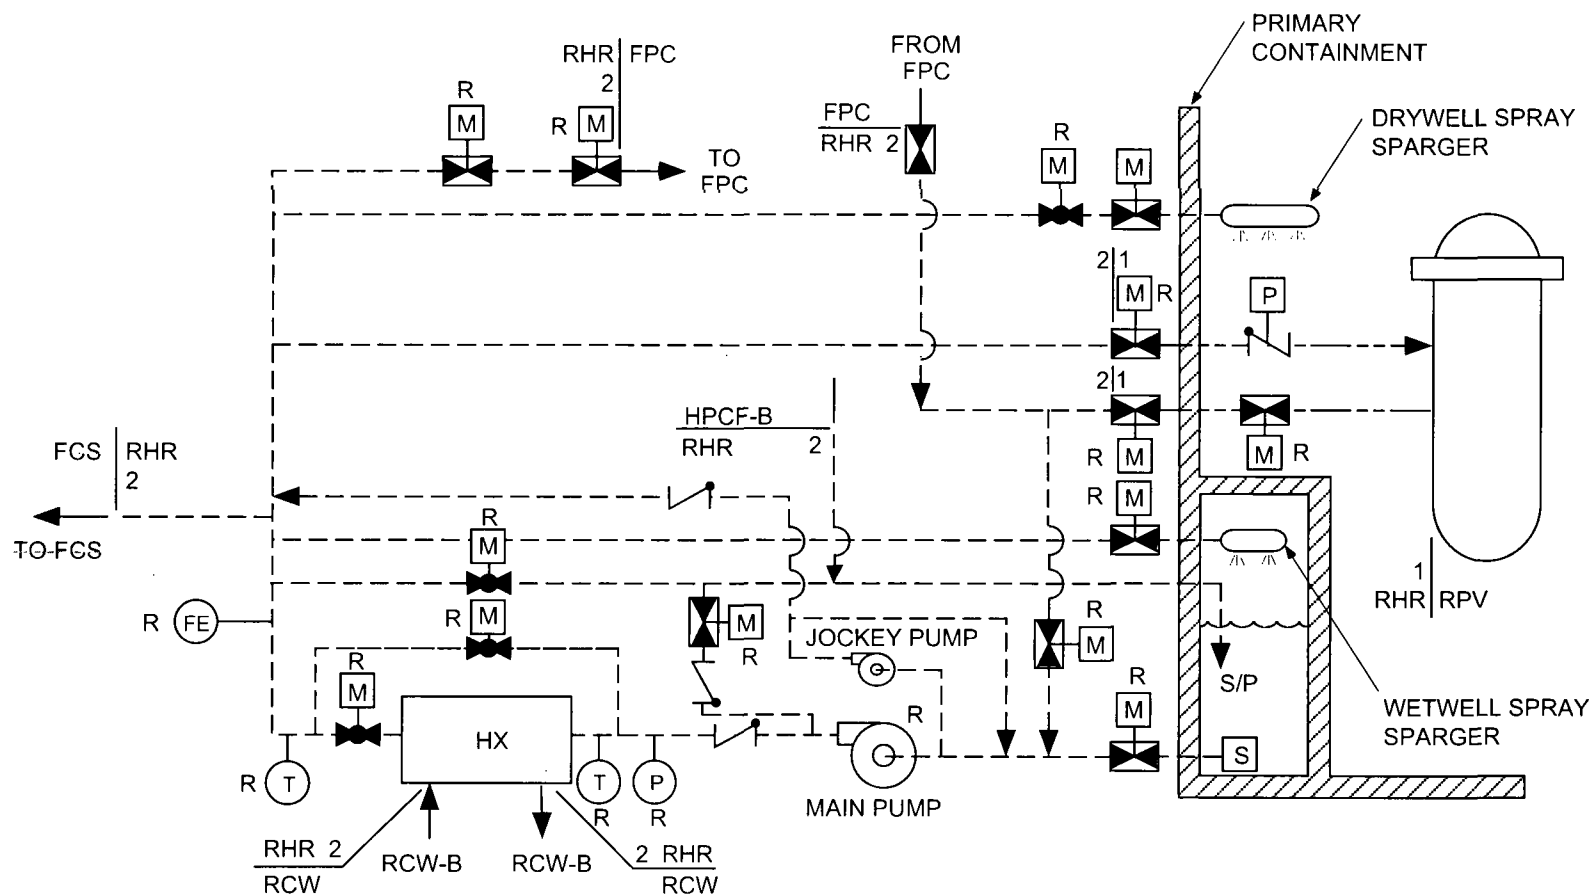 PRIMARY
CONTAINMENT
FROM
FPC
RHR | FPC
2
R
M
R M
TO
FPC
FPC
RHR 2
R
M
M
DRYWELL SPRAY
SPARGER
2|1
M R
P
2|1
HPCF-B
RHR 2
R M
M R
R M
FCS | RHR
2
TO FCS
R
M
R FE
R M
M
R
R
M
JOCKEY PUMP
1
RHR | RPV
S/P
R
M
R
M
HX
R
MAIN PUMP
S
WETWELL SPRAY
SPARGER
R T
T
R
P
R
RHR 2
RCW
RCW-B
RCW-B
2 RHR
RCW